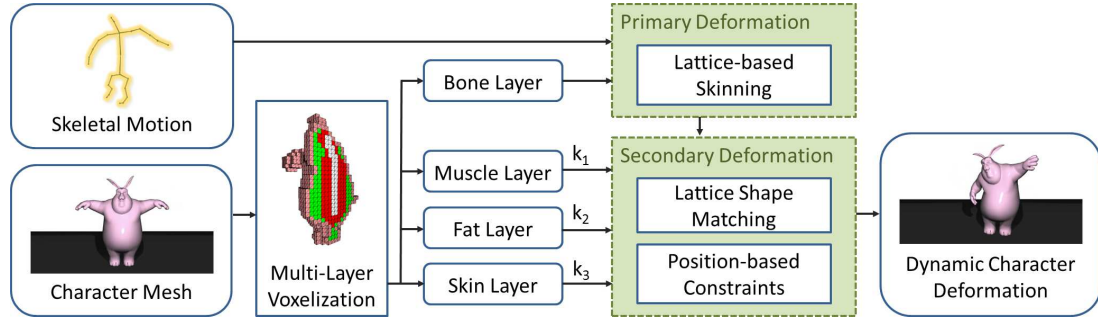 Skeletal Motion
Character Mesh
Multi-Layer
Voxelization
Bone Layer
Muscle Layer
Fat Layer
Skin Layer
k1
k2
k3
Primary Deformation
Lattice-based
Skinning
Secondary Deformation
Lattice Shape
Matching
Position-based
Constraints
Dynamic Character
Deformation